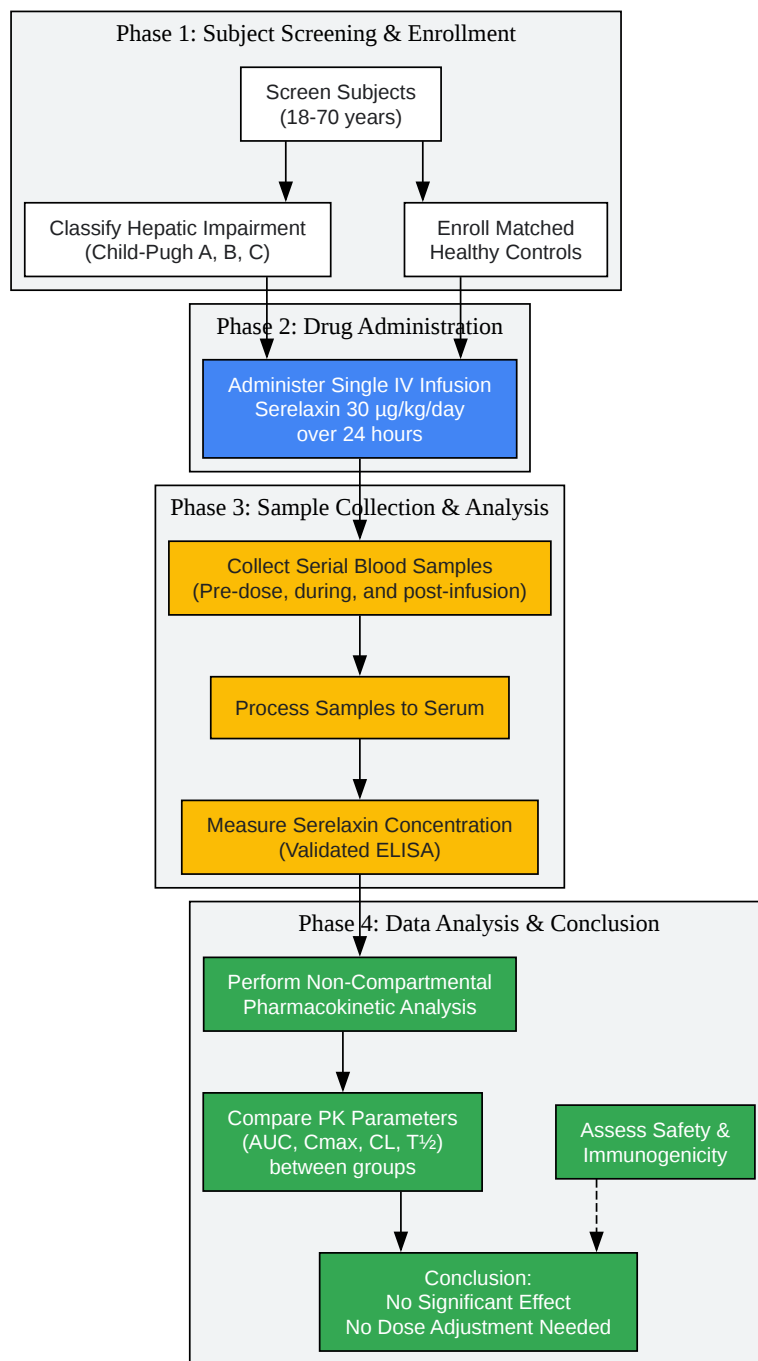 Phase 1: Subject Screening & Enrollment
Screen Subjects
(18-70 years)
Classify Hepatic Impairment
(Child-Pugh A, B, C)
Enroll Matched
Healthy Controls
Phase 2: Drug Administration
Administer Single IV Infusion
Serelaxin 30 µg/kg/day
over 24 hours
Phase 3: Sample Collection & Analysis
Collect Serial Blood Samples
(Pre-dose, during, and post-infusion)
Process Samples to Serum
Measure Serelaxin Concentration
(Validated ELISA)
Phase 4: Data Analysis & Conclusion
Perform Non-Compartmental
Pharmacokinetic Analysis
Compare PK Parameters
(AUC, Cmax, CL, T½)
between groups
Assess Safety &
Immunogenicity
Conclusion:
No Significant Effect
No Dose Adjustment Needed